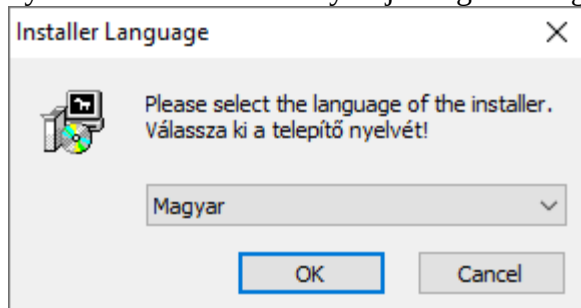 Installer Language
Please select the language of the installer.
Válassza ki a telepítő nyelvét!
Magyar
OK
Cancel